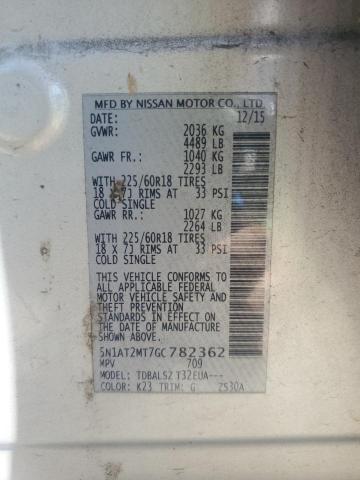 MFD BY NISSAN MOTOR CO., LTD.
DATE: 12/15
GVWR: 2036 KG
4489 LB
GAWR FR.: 1040 KG
2293 LB
WITH 225/60R18 TIRES
18 X 7J RIMS AT 33 PSI
COLD SINGLE
GAWR RR.: 1027 KG
2264 LB
WITH 225/60R18 TIRES
18 X 7J RIMS AT 33 PSI
COLD SINGLE
THIS VEHICLE CONFORMS TO
ALL APPLICABLE FEDERAL
MOTOR VEHICLE SAFETY
AND THEFT PREVENTION
STANDARDS IN EFFECT ON
THE DATE OF MANUFACTURE
SHOWN ABOVE.
5N1AT2MT7GC782362
MPV 709
MODEL: TDBALS2 T32EUA---
COLOR: K23 TRIM: G 2530A